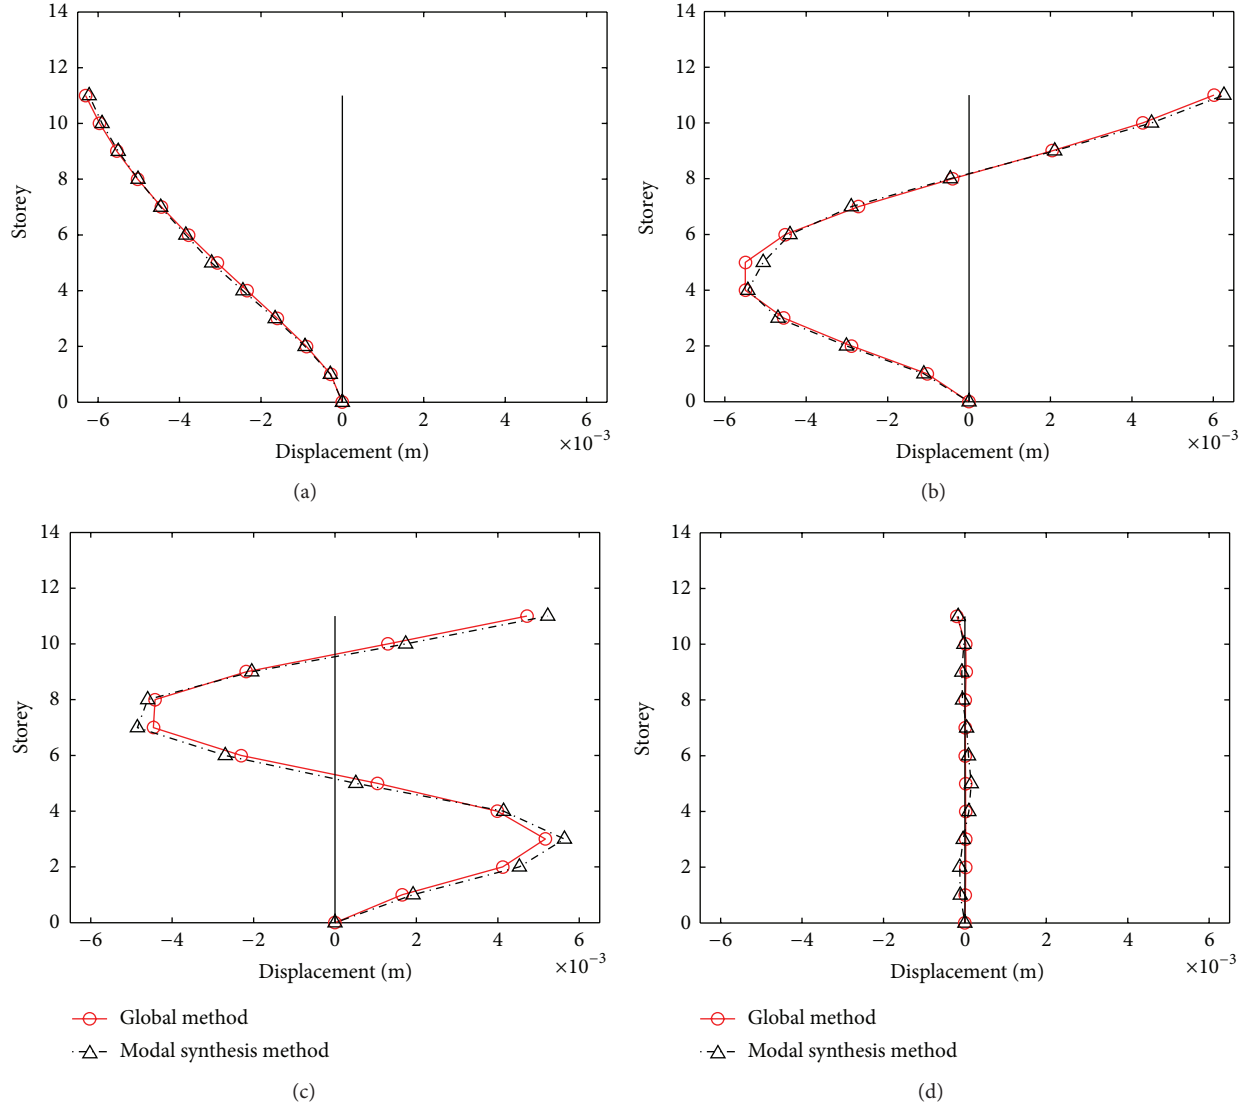 14
12
10
8
6
4
2
0
Storey
−6 −4 −2 0 2 4 6
Displacement (m) ×10−3
(a)
14
12
10
8
6
4
2
0
Storey
−6 −4 −2 0 2 4 6
Displacement (m) ×10−3
(b)
14
12
10
8
6
4
2
0
Storey
−6 −4 −2 0 2 4 6
Displacement (m) ×10−3
Global method
Modal synthesis method
(c)
14
12
10
8
6
4
2
0
Storey
−6 −4 −2 0 2 4 6
Displacement (m) ×10−3
Global method
Modal synthesis method
(d)